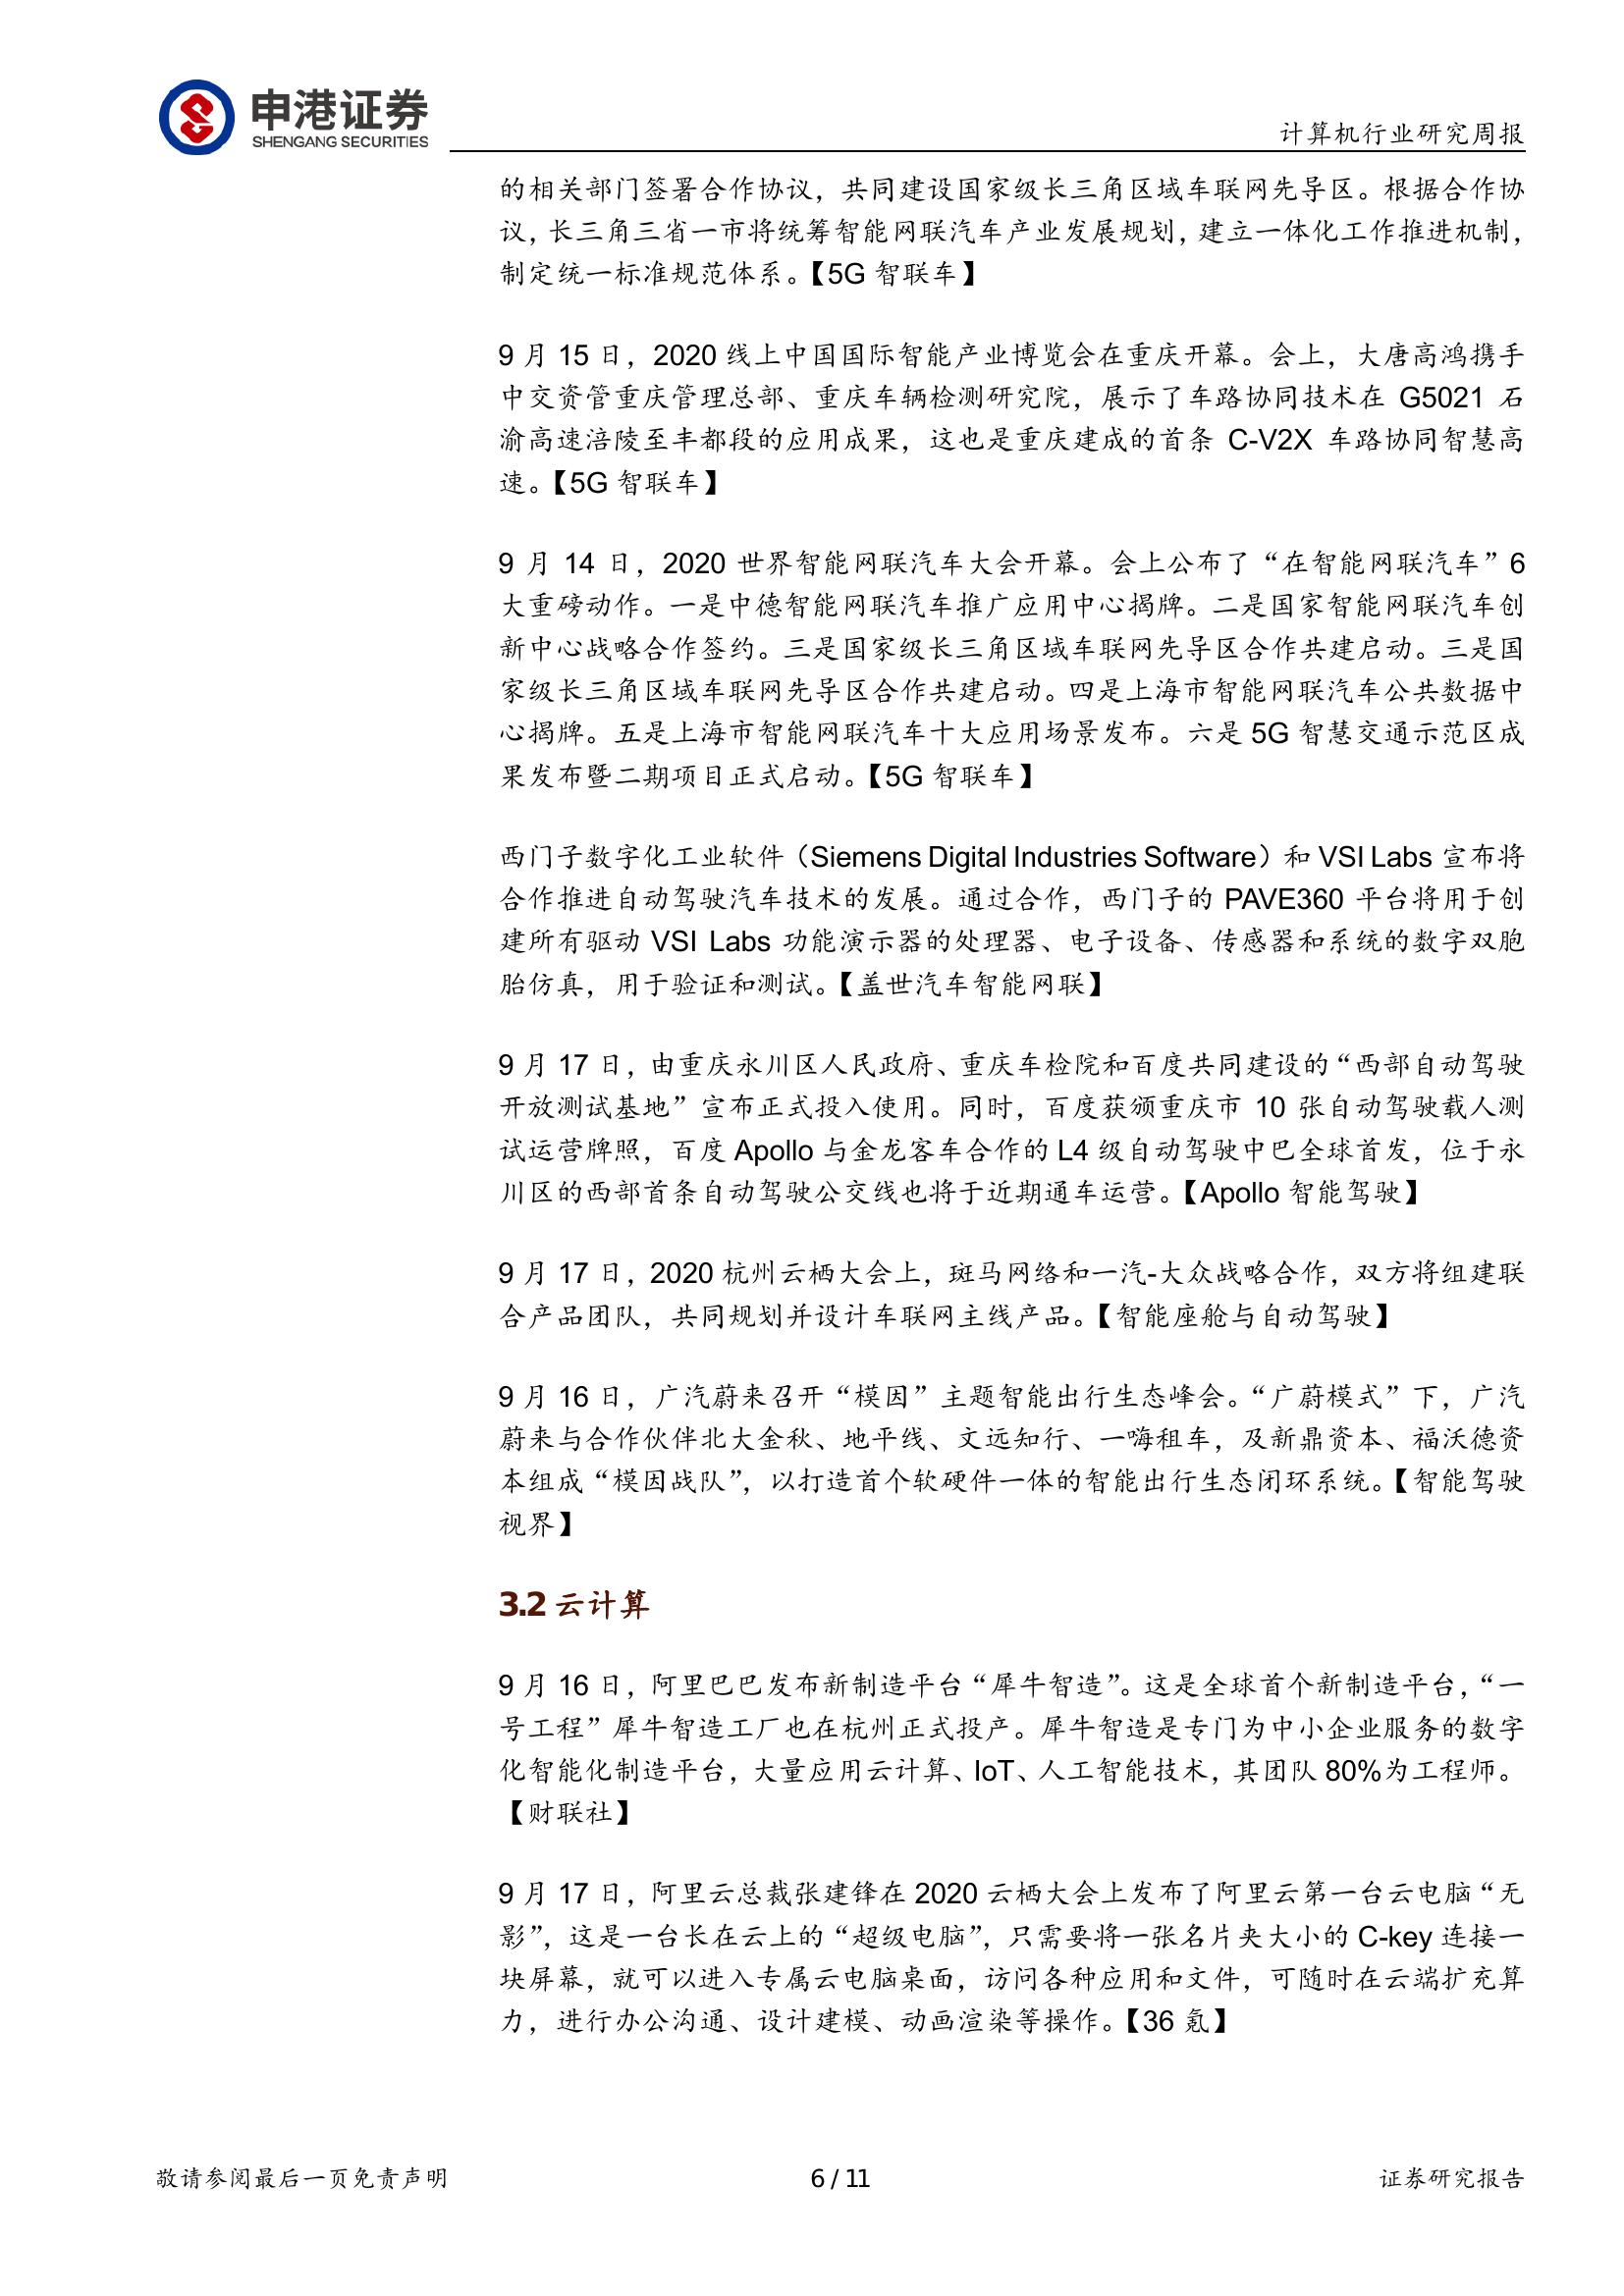 申港证券
SHENGANG SECURITIES
计算机行业研究周报
的相关部门签署合作协议，共同建设国家级长三角区域车联网先导区。根据合作协
议，长三角三省一市将统筹智能网联汽车产业发展规划，建立一体化工作推进机制，
制定统一标准规范体系。【5G 智联车】
9 月 15 日，2020 线上中国国际智能产业博览会在重庆开幕。会上，大唐高鸿携手
中交资管重庆管理总部、重庆车辆检测研究院，展示了车路协同技术在 G5021 石
渝高速涪陵至丰都段的应用成果，这也是重庆建成的首条 C-V2X 车路协同智慧高
速。【5G 智联车】
9 月 14 日，2020 世界智能网联汽车大会开幕。会上公布了“在智能网联汽车”6
大重磅动作。一是中德智能网联汽车推广应用中心揭牌。二是国家智能网联汽车创
新中心战略合作签约。三是国家级长三角区域车联网先导区合作共建启动。三是国
家级长三角区域车联网先导区合作共建启动。四是上海市智能网联汽车公共数据中
心揭牌。五是上海市智能网联汽车十大应用场景发布。六是 5G 智慧交通示范区成
果发布暨二期项目正式启动。【5G 智联车】
西门子数字化工业软件（Siemens Digital Industries Software）和 VSI Labs 宣布将
合作推进自动驾驶汽车技术的发展。通过合作，西门子的 PAVE360 平台将用于创
建所有驱动 VSI Labs 功能演示器的处理器、电子设备、传感器和系统的数字双胞
胎仿真，用于验证和测试。【盖世汽车智能网联】
9 月 17 日，由重庆永川区人民政府、重庆车检院和百度共同建设的“西部自动驾驶
开放测试基地”宣布正式投入使用。同时，百度获颁重庆市 10 张自动驾驶载人测
试运营牌照，百度 Apollo 与金龙客车合作的 L4 级自动驾驶中巴全球首发，位于永
川区的西部首条自动驾驶公交线也将于近期通车运营。【Apollo 智能驾驶】
9 月 17 日，2020 杭州云栖大会上，斑马网络和一汽-大众战略合作，双方将组建联
合产品团队，共同规划并设计车联网主线产品。【智能座舱与自动驾驶】
9 月 16 日，广汽蔚来召开“模因”主题智能出行生态峰会。“广蔚模式”下，广汽
蔚来与合作伙伴北大金秋、地平线、文远知行、一嗨租车，及新鼎资本、福沃德资
本组成“模因战队”，以打造首个软硬件一体的智能出行生态闭环系统。【智能驾驶
视界】
3.2 云计算
9 月 16 日，阿里巴巴发布新制造平台“犀牛智造”。这是全球首个新制造平台，“一
号工程”犀牛智造工厂也在杭州正式投产。犀牛智造是专门为中小企业服务的数字
化智能化制造平台，大量应用云计算、IoT、人工智能技术，其团队 80%为工程师。
【财联社】
9 月 17 日，阿里云总裁张建锋在 2020 云栖大会上发布了阿里云第一台云电脑“无
影”，这是一台长在云上的“超级电脑”，只需要将一张名片夹大小的 C-key 连接一
块屏幕，就可以进入专属云电脑桌面，访问各种应用和文件，可随时在云端扩充算
力，进行办公沟通、设计建模、动画渲染等操作。【36 氪】
敬请参阅最后一页免责声明
6 / 11
证券研究报告